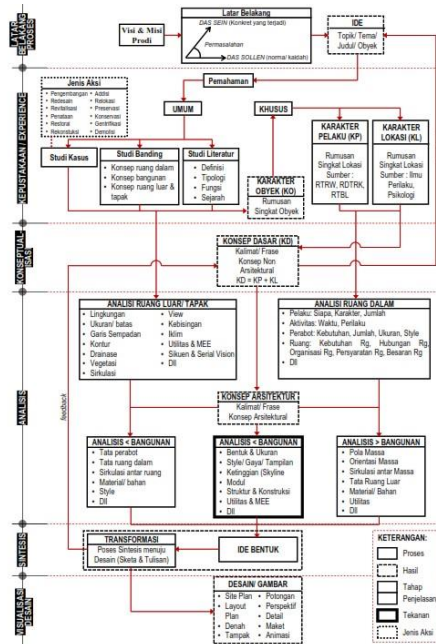 LATAR
BELAKANG
PROSES
Visi & Misi
Prodi
Latar Belakang
DAS SEIN (Konkret yang terjadi)
Permasalahan
DAS SOLLEN (normal/ kaidah)
IDE
Topik/ Tema/
Judul/ Obyek
KEPUSTAKAAN / EXPERIENCE
Pemahaman
Jenis Aksi
• Pengembangan
• Redesain
• Revitalisasi
• Penataan
• Restorai
• Rekonstuksi
• Addisi
• Relokasi
• Preservasi
• Konservasi
• Gentrifikasi
• Demolisi
UMUM
KHUSUS
Studi Kasus
Studi Banding
• Konsep ruang dalam
• Konsep bangunan
• Konsep ruang luar &
tapak
Studi Literatur
• Definisi
• Tipologi
• Fungsi
• Sejarah
KARAKTER
OBYEK (KO)
Rumusan
Singkat Obyek
KARAKTER
PELAKU (KP)
Rumusan
Singkat Lokasi
Sumber :
RTRW, RDTRK,
RTBL
KARAKTER
LOKASI (KL)
Rumusan
Singkat Lokasi
Sumber : Ilmu
Perilaku,
Psikologi
KONSEPTUAL-
ISASI
KONSEP DASAR (KD)
Kalimat/ Frase
Konsep Non
Arsitektural
KD = KP + KL
ANALISIS
ANALISI RUANG LUAR/ TAPAK
• Lingkungan
• Ukuran/ batas
• Garis Sempadan
• Kontur
• Drainase
• Vegetasi
• Sirkulasi
• View
• Kebisingan
• Iklim
• Utilitas & MEE
• Sikuen & Serial Vision
• Dll
ANALISI RUANG DALAM
• Pelaku: Siapa, Karakter, Jumlah
• Aktivitas: Waktu, Perilaku
• Perabot: Kebutuhan, Jumlah, Ukuran, Style
• Ruang: Kebutuhan Rg, Hubungan Rg,
Organisasi Rg, Persyaratan Rg, Besaran Rg
• Dll
feedback
KONSEP ARSITEKTUR
Kalimat/ Frase
Konsep Arsitektural
ANALISIS < BANGUNAN
• Tata perabot
• Tata ruang dalam
• Sirkulasi antar ruang
• Material/ bahan
• Style
• Dll
ANALISIS < BANGUNAN
• Bentuk & Ukuran
• Style/ Gaya/ Tampilan
• Ketinggian (Skyline
• Modul
• Struktur & Konstruksi
• Utilitas & MEE
• Dll
ANALISIS > BANGUNAN
• Pola Massa
• Orientasi Massa
• Sirkulasi antar Massa
• Tata Ruang Luar
• Material/ Bahan
• Utilitas
• Dll
SINTESIS
TRANSFORMASI
Poses Sintesis menuju
Desain (Sketa & Tulisan)
IDE BENTUK
VISUALISASI
DESAIN
DESAIN/ GAMBAR
• Site Plan
• Layout
Plan
• Denah
• Tampak
• Potongan
• Perspektif
• Detail
• Maket
• Animasi
KETERANGAN:
Proses
Hasil
Tahap
Penjelasan
Tekanan
Jenis Aksi